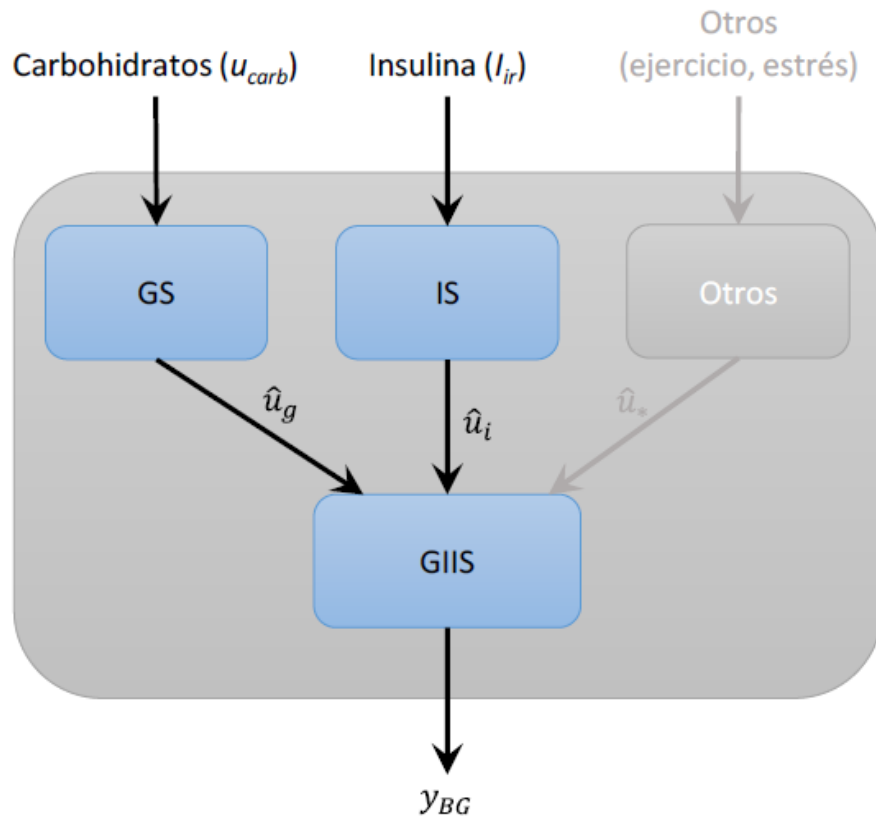 Otros
Carbohidratos (u_carb) Insulina (I_ir) (ejercicio, estrés)
GS IS Otros
û_g û_i û_*
GIIS
y_BG